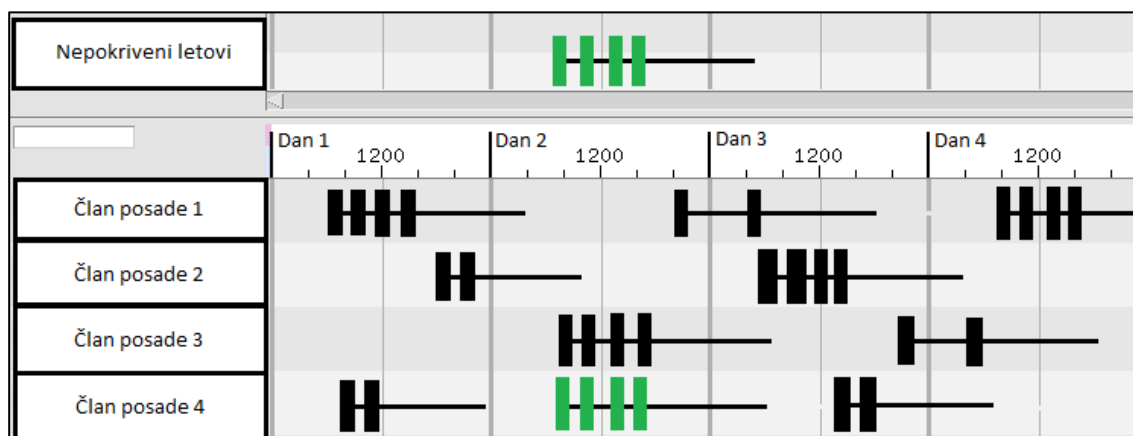 Nepokriveni letovi
Dan 1 Dan 2 Dan 3 Dan 4
1200 1200 1200 1200
Član posade 1
Član posade 2
Član posade 3
Član posade 4